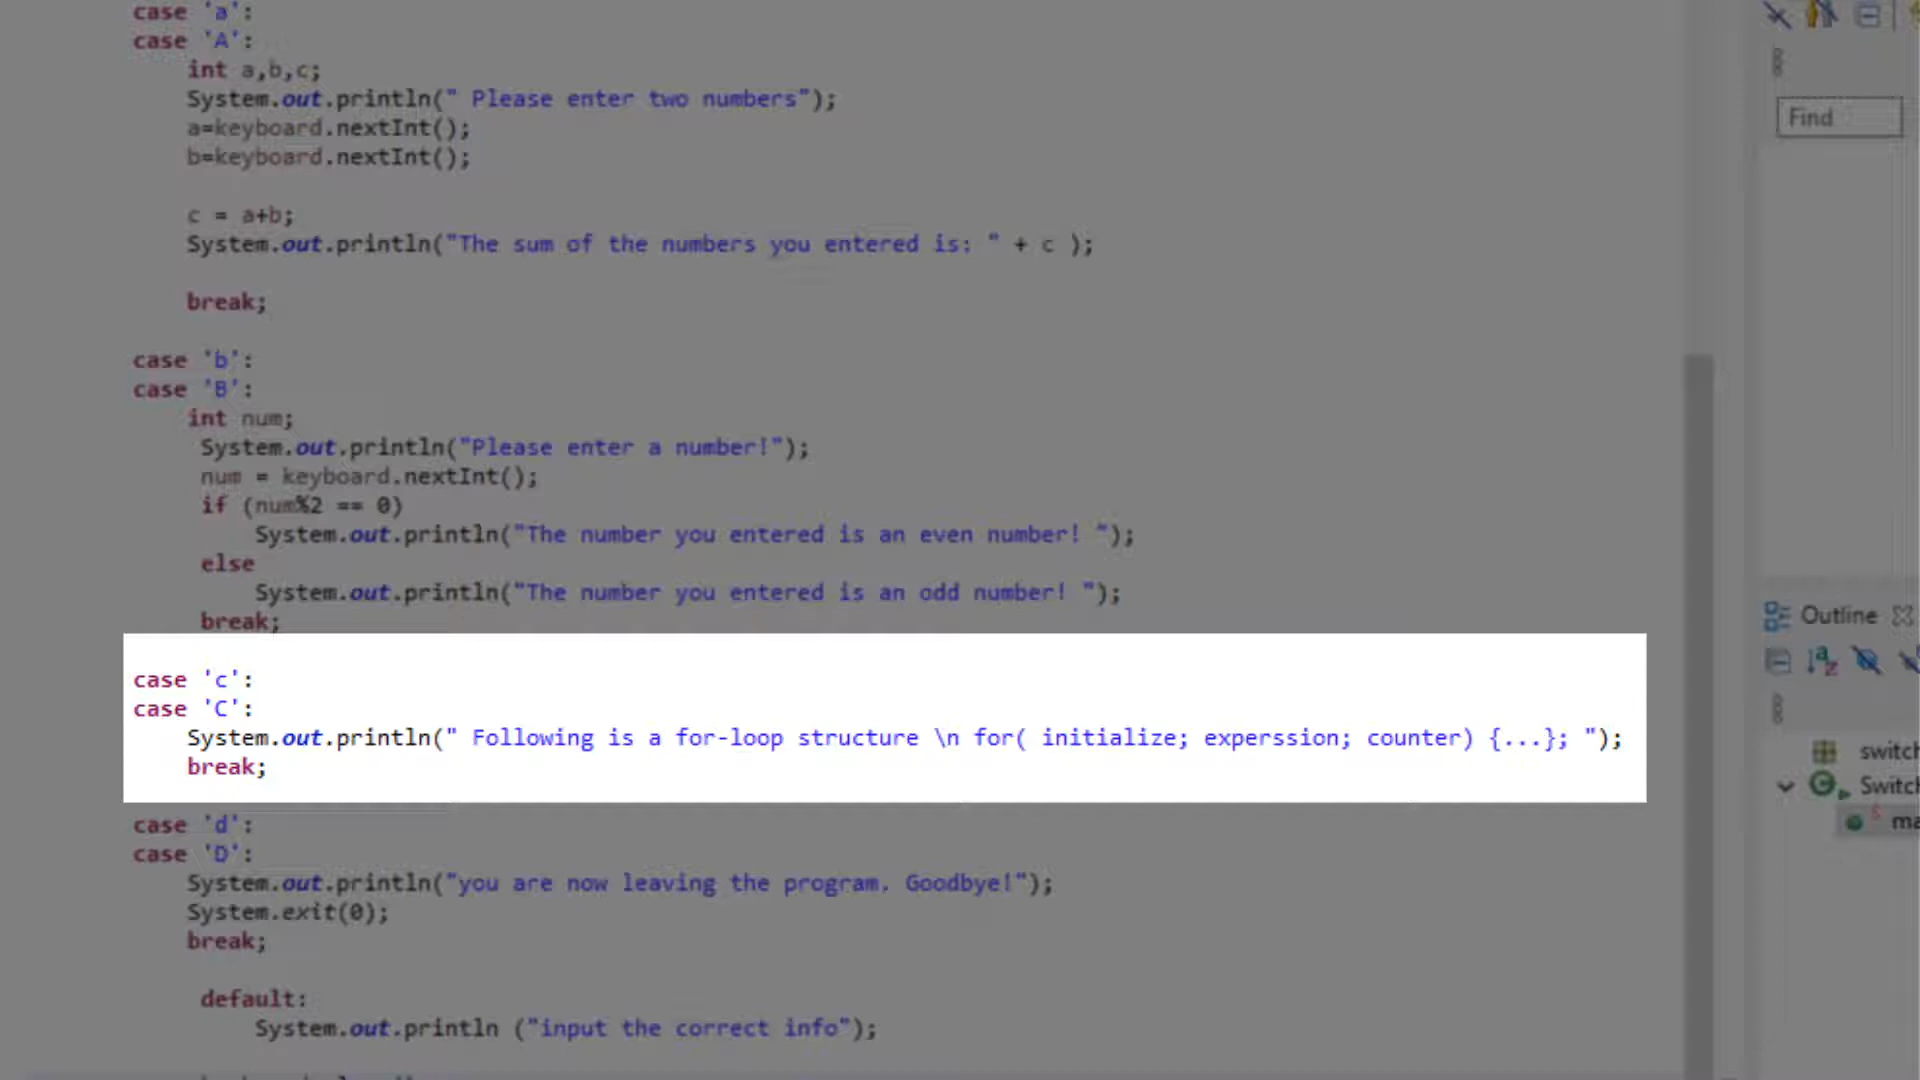 case 'a':
case 'A':
int a,b,c;
System.out.println(" Please enter two numbers");
a=keyboard.nextInt();
b=keyboard.nextInt();
c = a+b;
System.out.println("The sum of the numbers you entered is: " + c );
break;
case 'b':
case 'B':
int num;
System.out.println("Please enter a number!");
num = keyboard.nextInt();
if (num%2 == 0)
System.out.println("The number you entered is an even number! ");
else
System.out.println("The number you entered is an odd number! ");
break;
case 'c':
case 'C':
System.out.println(" Following is a for-loop structure \n for( initialize; experssion; counter) {...}; ");
break;
case 'd':
case 'D':
System.out.println("you are now leaving the program. Goodbye!");
System.exit(0);
break;
default:
System.out.println ("input the correct info");
Find
Outline
switch
Switch
ma